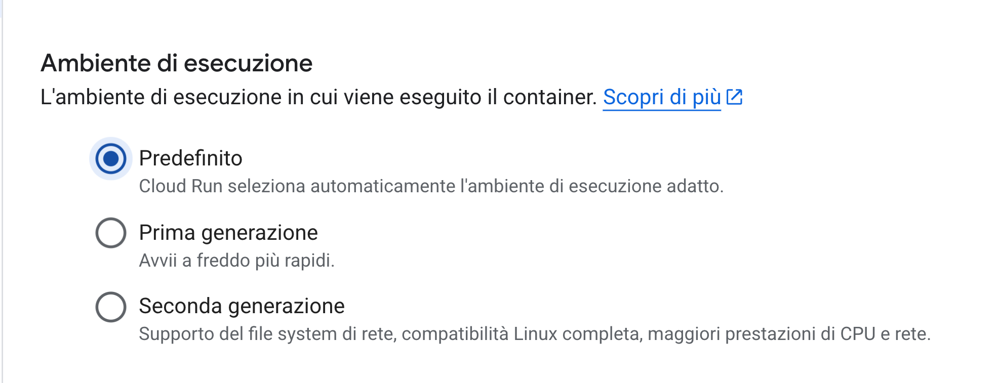 Ambiente di esecuzione
L'ambiente di esecuzione in cui viene eseguito il container. Scopri di più
Predefinito
Cloud Run seleziona automaticamente l'ambiente di esecuzione adatto.
Prima generazione
Avvii a freddo più rapidi.
Seconda generazione
Supporto del file system di rete, compatibilità Linux completa, maggiori prestazioni di CPU e rete.